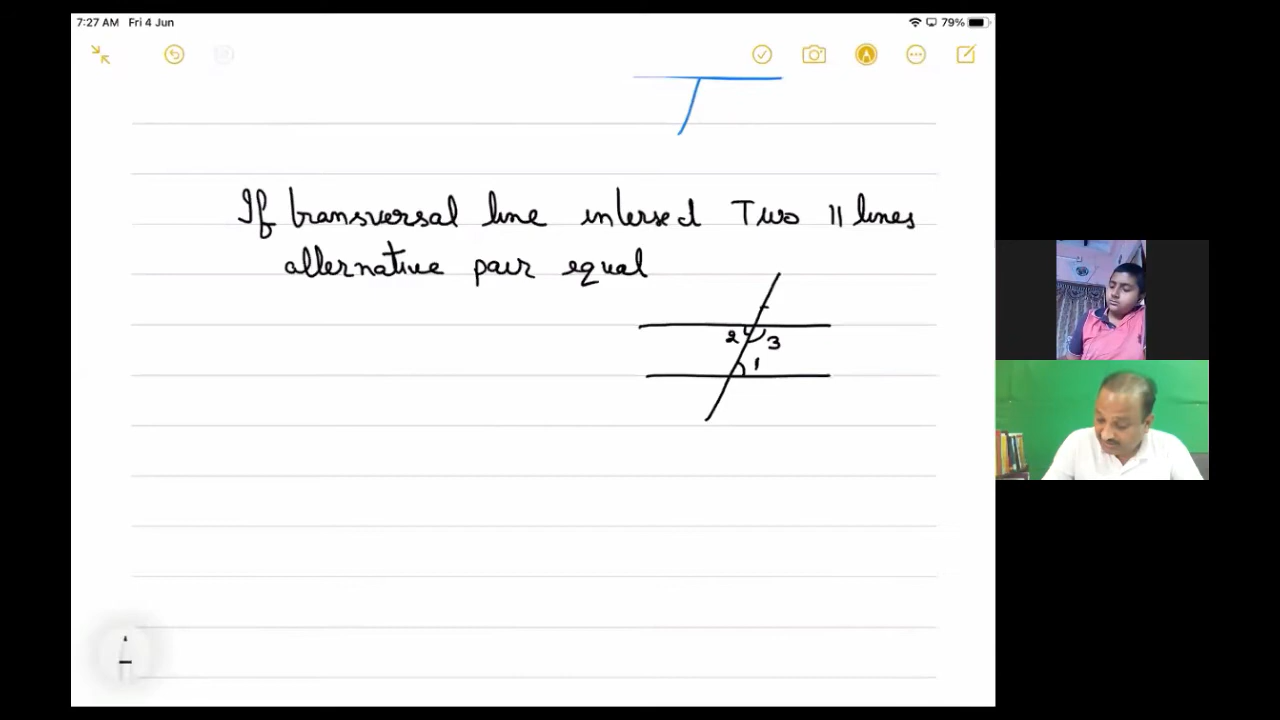 7:27 AM Fri 4 Jun 79%
If transversal line intersect Two || lines
alternative pair equal
2 3
1